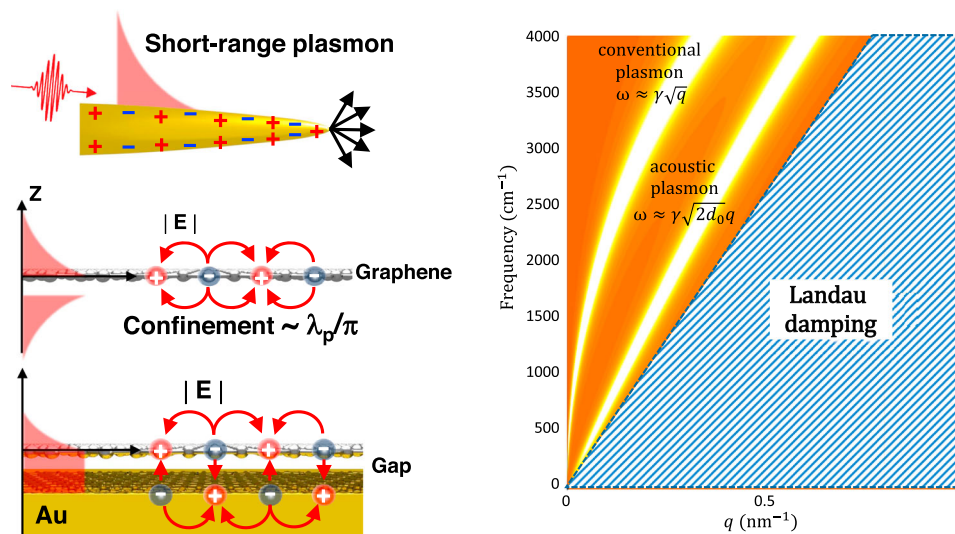 Short-range plasmon
+ − + − + − + − +
+ − + − + − + −
Z
| E |
+ - + -
Graphene
Confinement ~ λp/π
| E |
+ - + -
Gap
- + - +
Au
4000
3500
3000
2500
2000
1500
1000
500
0
Frequency (cm⁻¹)
conventional
plasmon
ω ≈ γ√q
acoustic
plasmon
ω ≈ γ√2d₀q
Landau
damping
0
0.5
q (nm⁻¹)